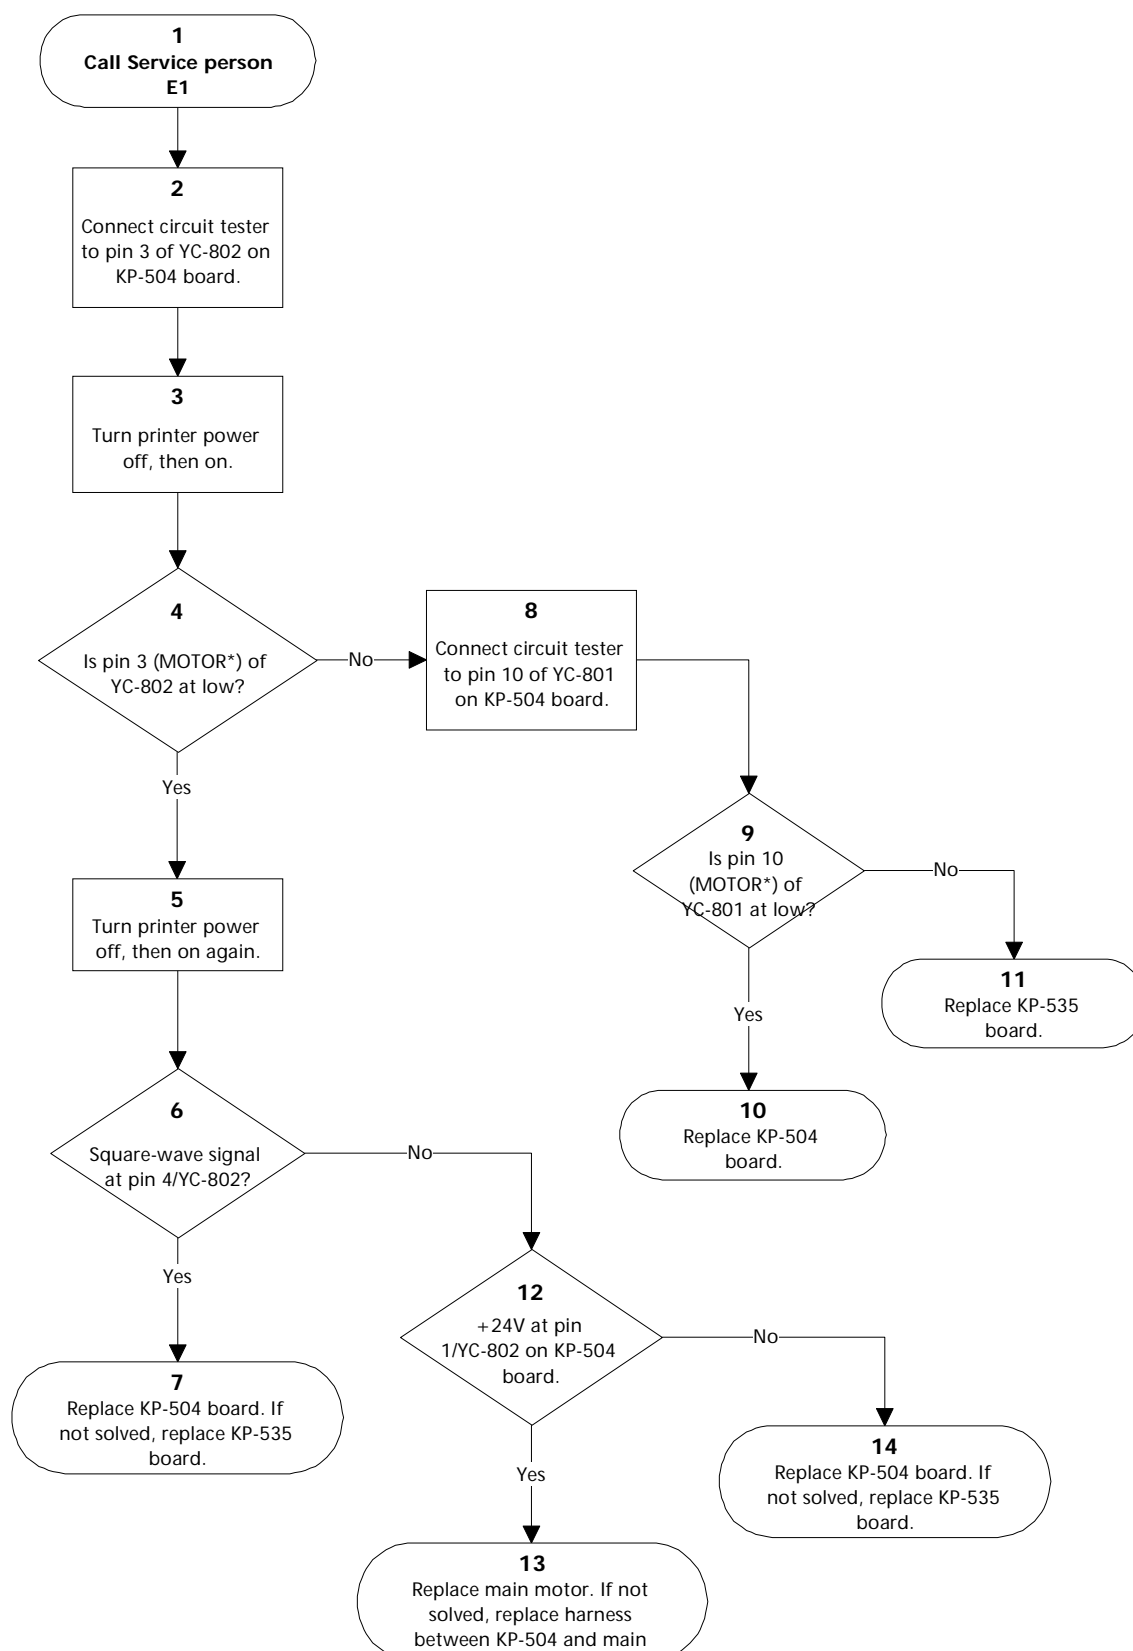 1
Call Service person
E1
2
Connect circuit tester
to pin 3 of YC-802 on
KP-504 board.
3
Turn printer power
off, then on.
4
Is pin 3 (MOTOR*) of
YC-802 at low?
No
Yes
8
Connect circuit tester
to pin 10 of YC-801
on KP-504 board.
9
Is pin 10
(MOTOR*) of
YC-801 at low?
No
Yes
11
Replace KP-535
board.
10
Replace KP-504
board.
5
Turn printer power
off, then on again.
6
Square-wave signal
at pin 4/YC-802?
No
Yes
7
Replace KP-504 board. If
not solved, replace KP-535
board.
12
+24V at pin
1/YC-802 on KP-504
board.
No
Yes
14
Replace KP-504 board. If
not solved, replace KP-535
board.
13
Replace main motor. If not
solved, replace harness
between KP-504 and main